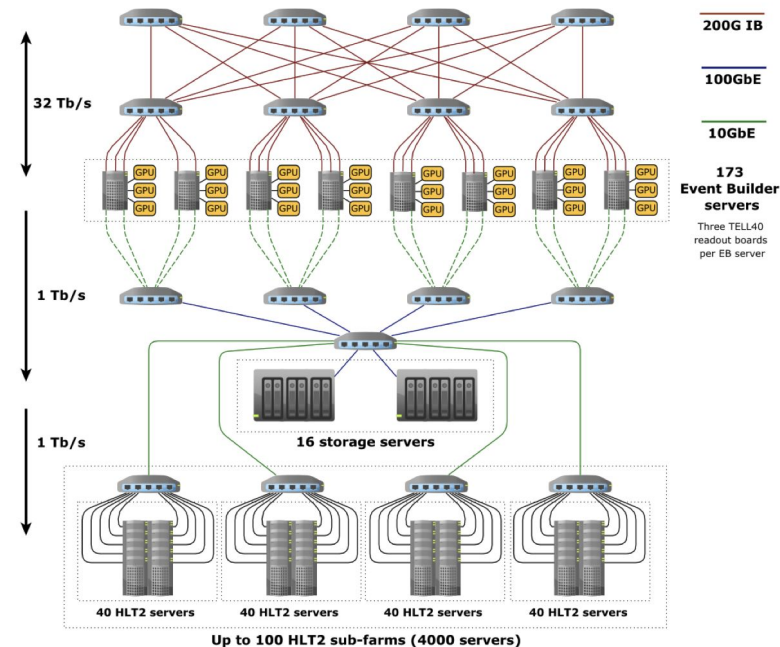 200G IB
32 Tb/s
100GbE
10GbE
GPU GPU GPU GPU GPU GPU GPU GPU
GPU GPU GPU GPU GPU GPU GPU GPU
GPU GPU GPU GPU GPU GPU GPU GPU
173
Event Builder
servers
Three TELL40
readout boards
per EB server
1 Tb/s
16 storage servers
1 Tb/s
40 HLT2 servers 40 HLT2 servers 40 HLT2 servers 40 HLT2 servers
Up to 100 HLT2 sub-farms (4000 servers)